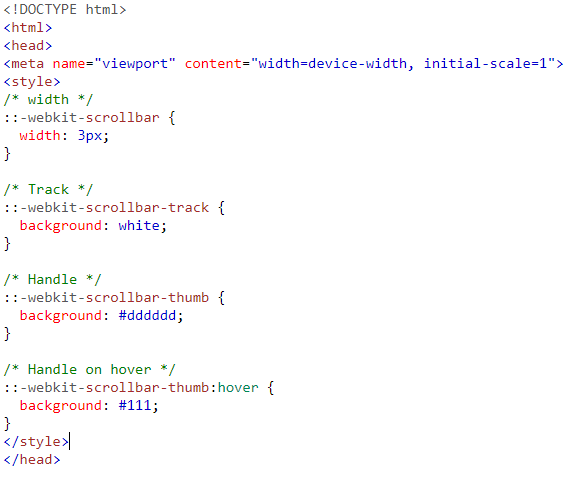 <!DOCTYPE html>
<html>
<head>
<meta name="viewport" content="width=device-width, initial-scale=1">
<style>
/* width */
::-webkit-scrollbar {
  width: 3px;
}

/* Track */
::-webkit-scrollbar-track {
  background: white;
}

/* Handle */
::-webkit-scrollbar-thumb {
  background: #dddddd;
}

/* Handle on hover */
::-webkit-scrollbar-thumb:hover {
  background: #111;
}
</style>
</head>